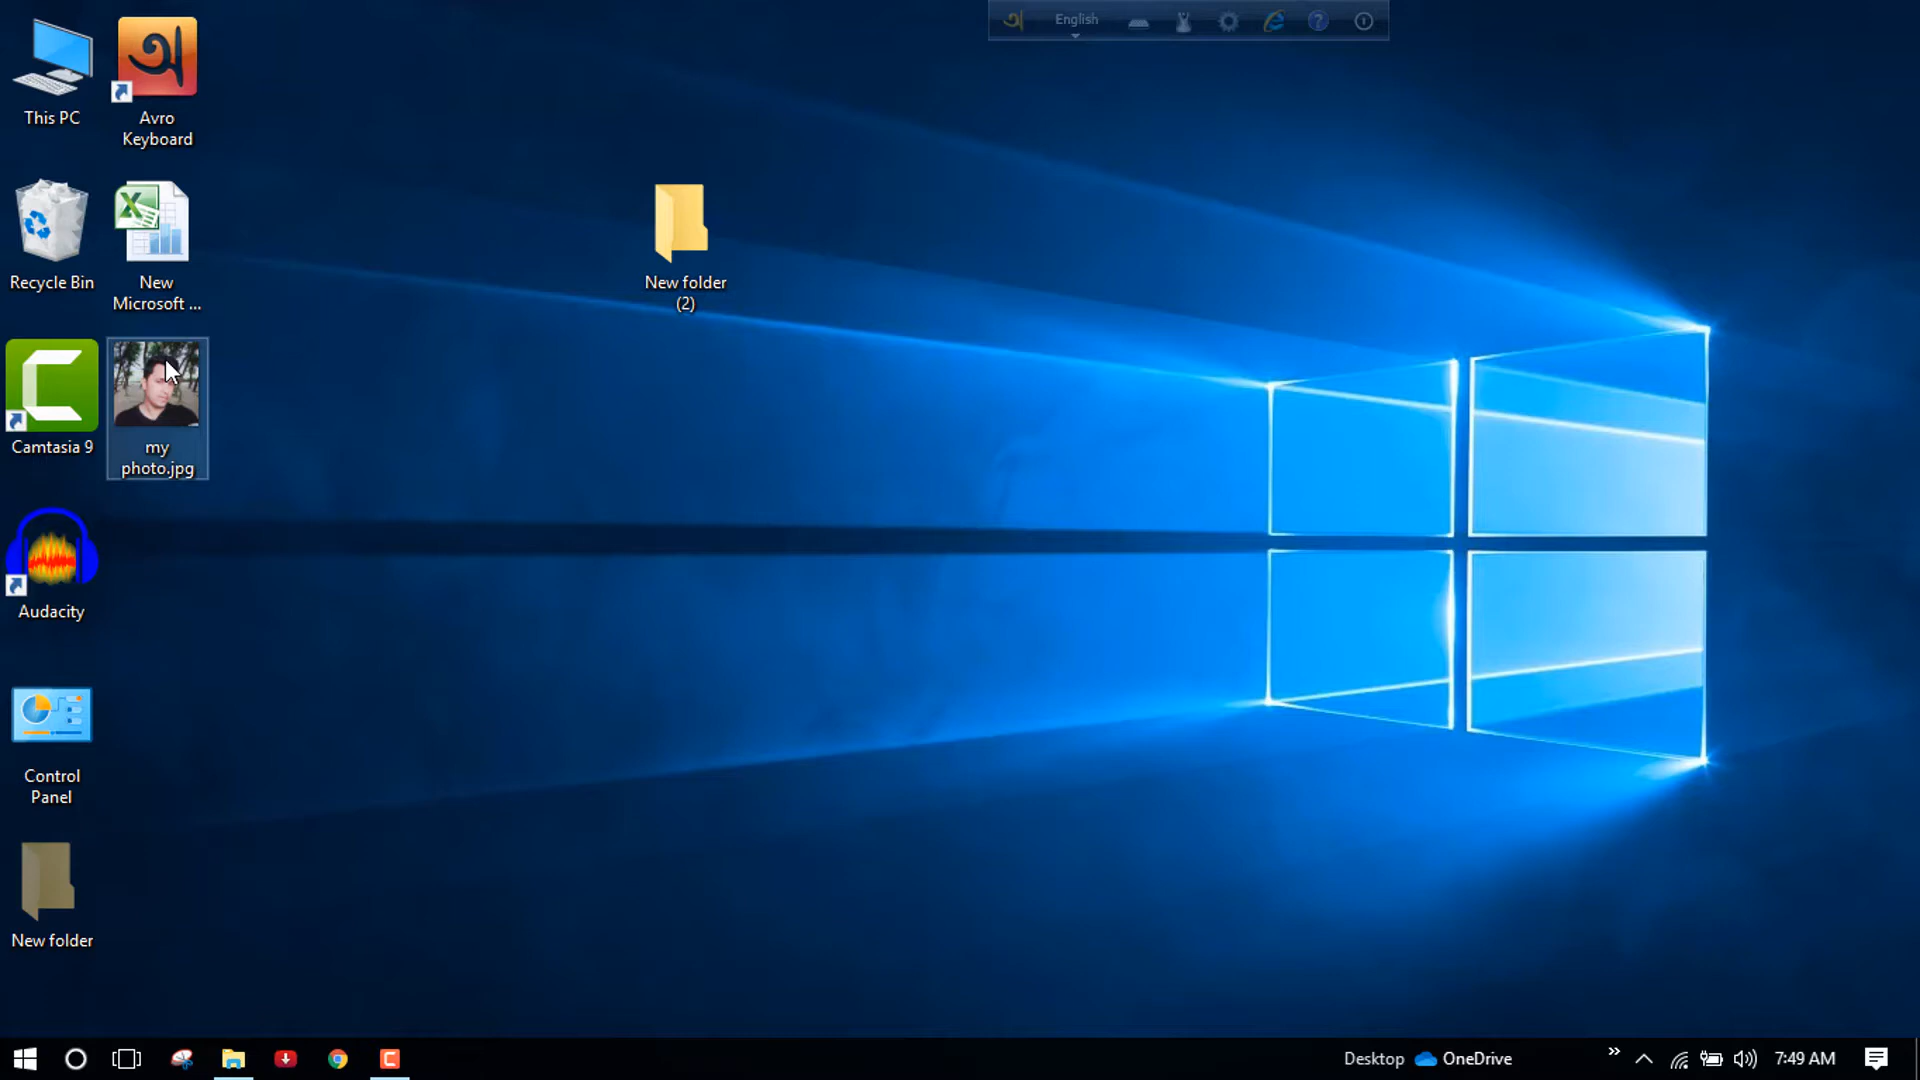 English
This PC
Avro
Keyboard
Recycle Bin
New
Microsoft ...
New folder
(2)
Camtasia 9
my
photo.jpg
Audacity
Control
Panel
New folder
Desktop
OneDrive
7:49 AM